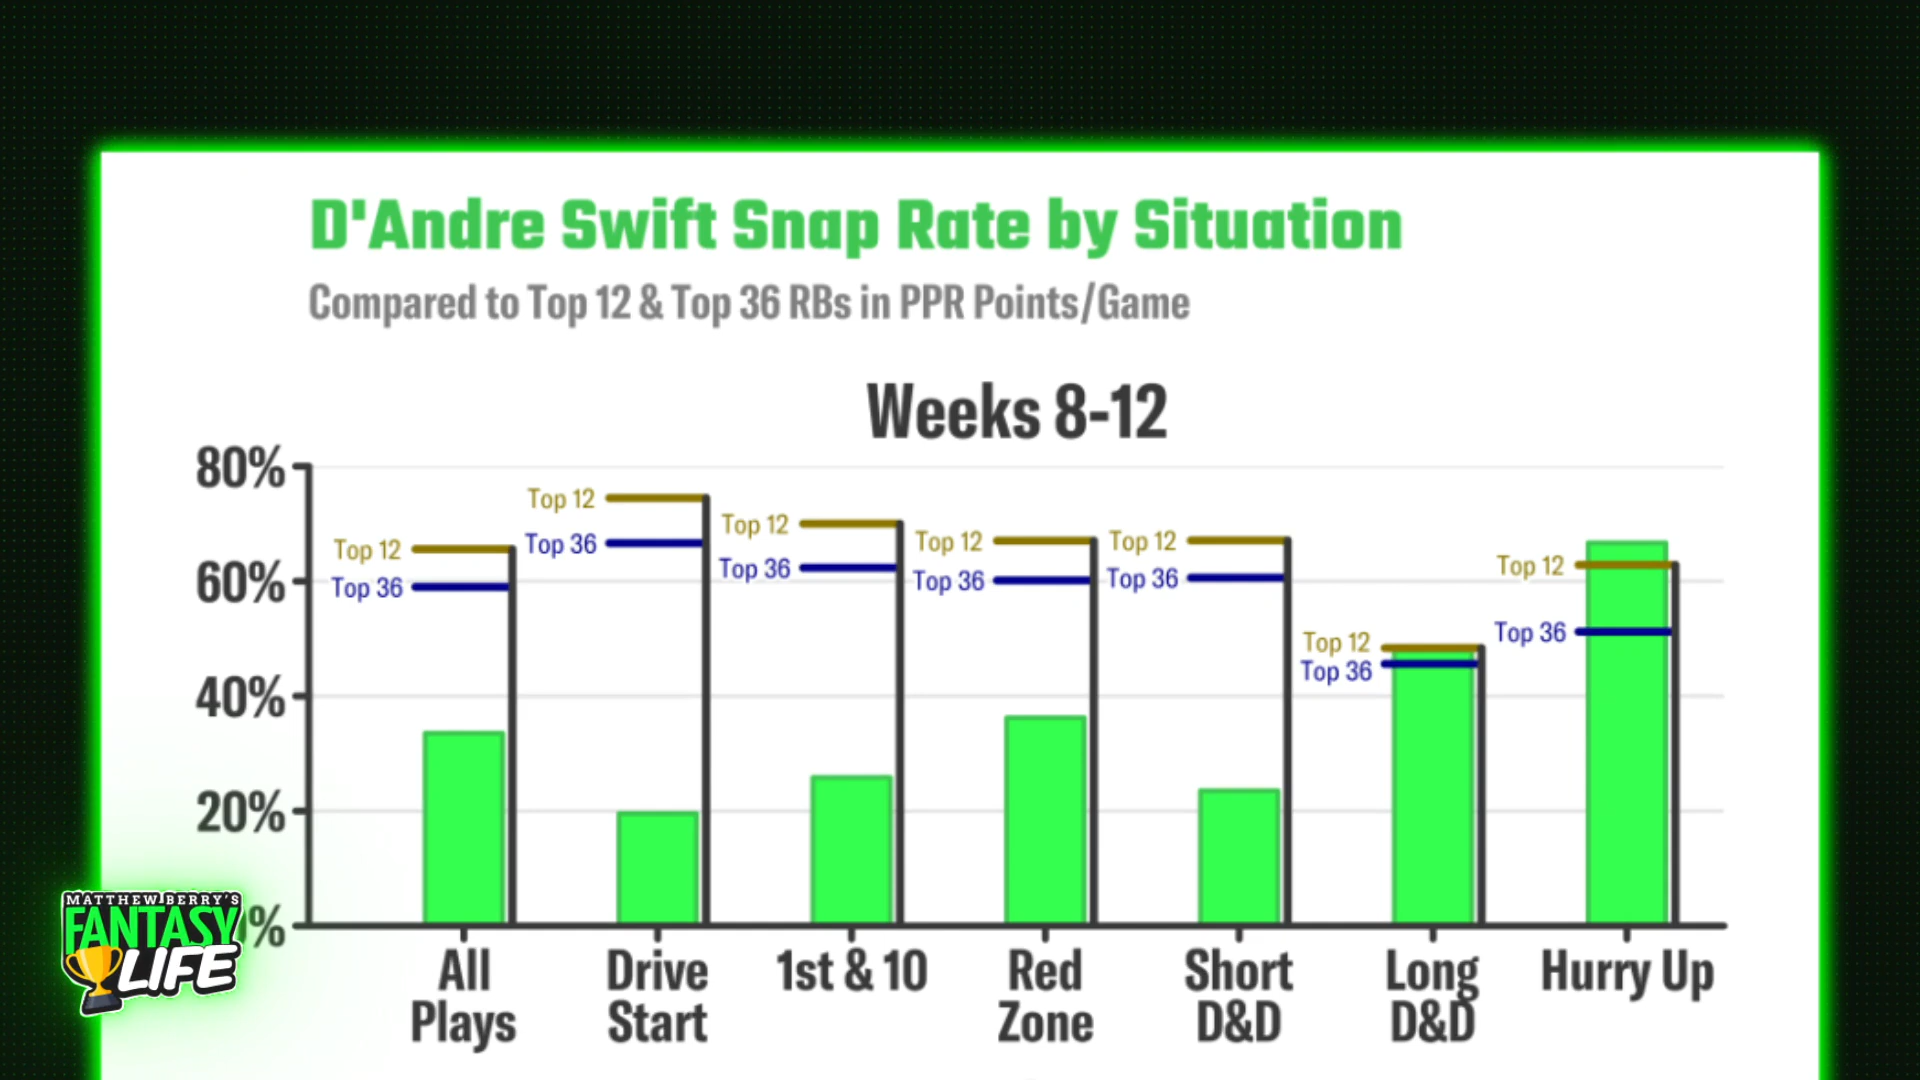 D'Andre Swift Snap Rate by Situation
Compared to Top 12 & Top 36 RBs in PPR Points/Game
Weeks 8-12
80%
60%
40%
20%
%
Top 12
Top 36
Top 12
Top 36
Top 12
Top 36
Top 12
Top 36
Top 12
Top 36
Top 12
Top 36
Top 12
Top 36
All
Plays
Drive
Start
1st & 10
Red
Zone
Short
D&D
Long
D&D
Hurry Up
MATTHEW BERRY'S
FANTASY
LIFE